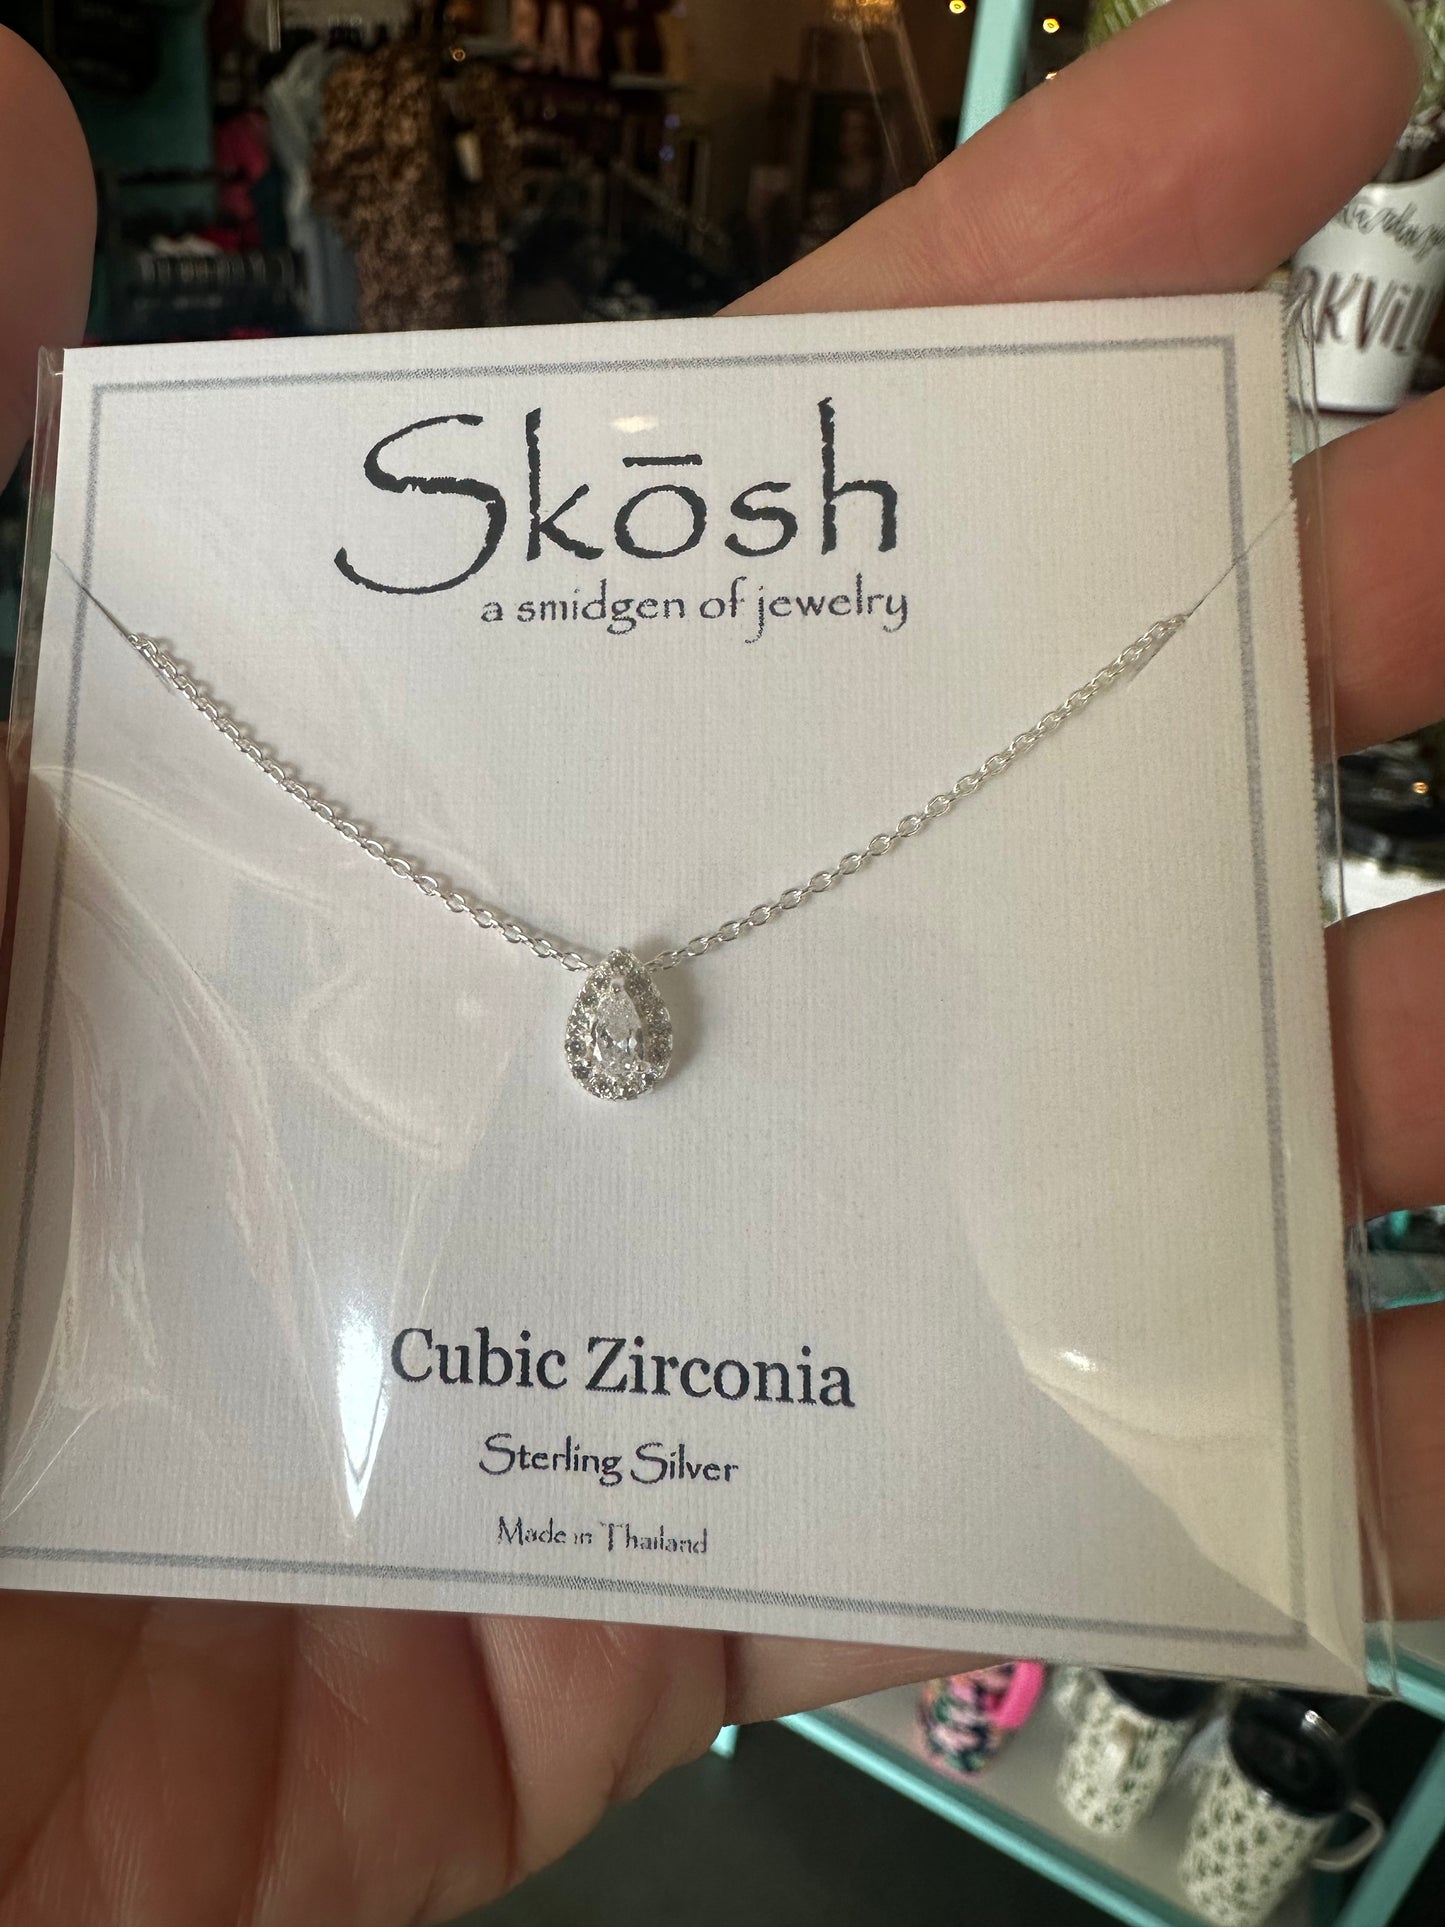 Skōsh
a smidgen of jewelry
Cubic Zirconia
Sterling Silver
Made in Thailand